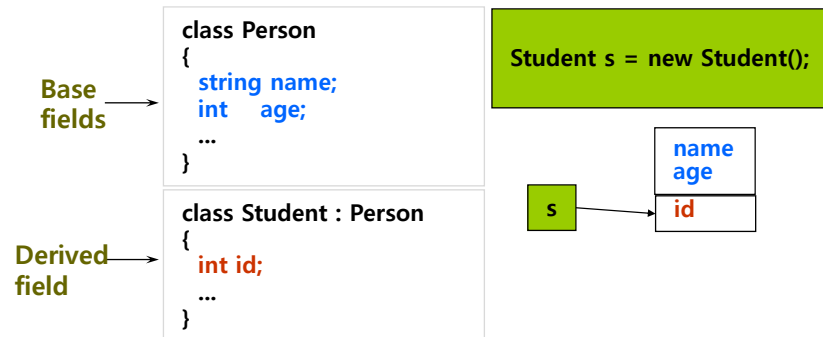 class Person
{
string name;
int age;
...
}
Base
fields
class Student : Person
{
int id;
...
}
Derived
field
Student s = new Student();
name
age
s
id